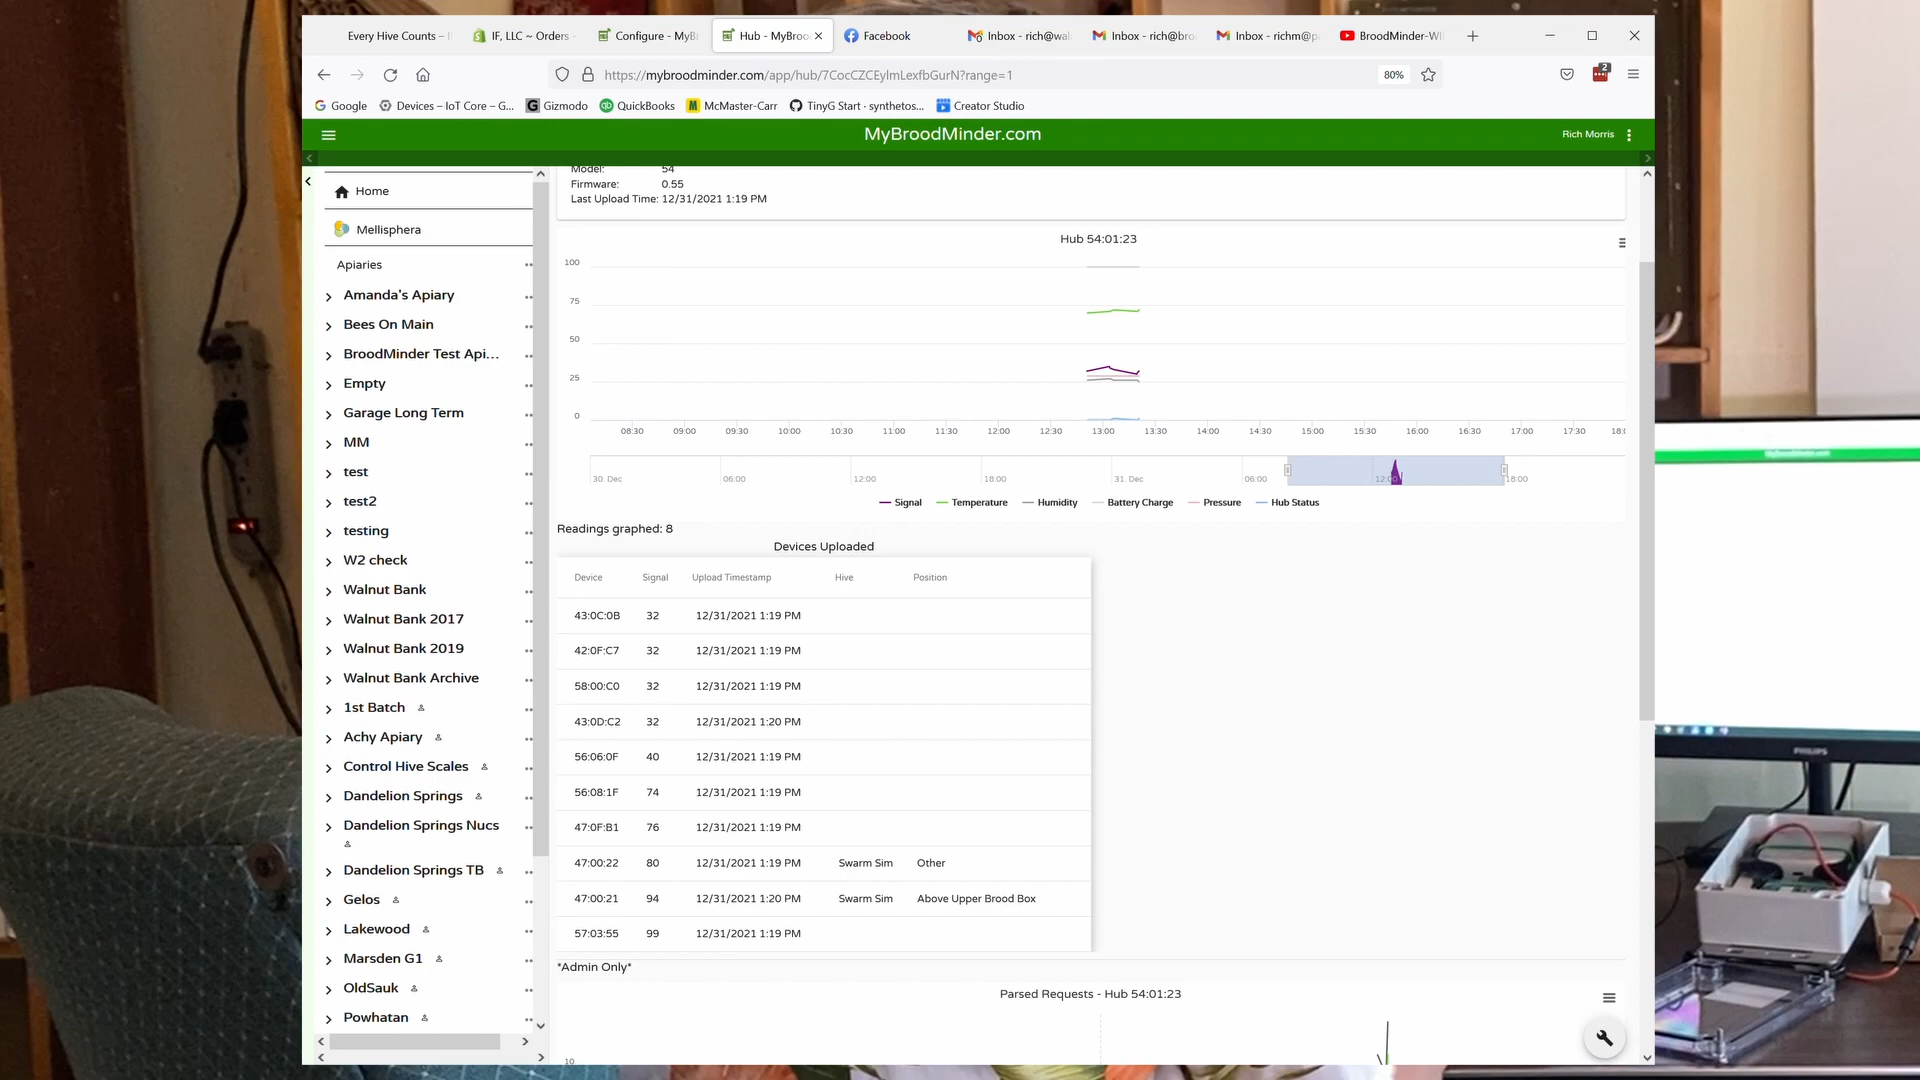 Every Hive Counts –
IF, LLC ~ Orders
Configure - MyB
Hub - MyBroo
Facebook
Inbox - rich@wal
Inbox - rich@bro
Inbox - richm@p
BroodMinder-W
https://mybroodminder.com/app/hub/7CocCZCEylmLexfbGurN?range=1
80%
2
Google
Devices – IoT Core – G...
Gizmodo
QuickBooks
McMaster-Carr
TinyG Start · synthetos...
Creator Studio
MyBroodMinder.com
Rich Morris
Home
Mellisphera
Apiaries
Amanda's Apiary
Bees On Main
BroodMinder Test Api...
Empty
Garage Long Term
MM
test
test2
testing
W2 check
Walnut Bank
Walnut Bank 2017
Walnut Bank 2019
Walnut Bank Archive
1st Batch
Achy Apiary
Control Hive Scales
Dandelion Springs
Dandelion Springs Nucs
Dandelion Springs TB
Gelos
Lakewood
Marsden G1
OldSauk
Powhatan
Model: 54
Firmware: 0.55
Last Upload Time: 12/31/2021 1:19 PM
Hub 54:01:23
100
75
50
25
0
08:30 09:00 09:30 10:00 10:30 11:00 11:30 12:00 12:30 13:00 13:30 14:00 14:30 15:00 15:30 16:00 16:30 17:00 17:30 18:0
30. Dec 06:00 12:00 18:00 31. Dec 06:00 12:00 18:00
Signal Temperature Humidity Battery Charge Pressure Hub Status
Readings graphed: 8
Devices Uploaded
Device Signal Upload Timestamp Hive Position
43:0C:0B 32 12/31/2021 1:19 PM
42:0F:C7 32 12/31/2021 1:19 PM
58:00:C0 32 12/31/2021 1:19 PM
43:0D:C2 32 12/31/2021 1:20 PM
56:06:0F 40 12/31/2021 1:19 PM
56:08:1F 74 12/31/2021 1:19 PM
47:0F:B1 76 12/31/2021 1:19 PM
47:00:22 80 12/31/2021 1:19 PM Swarm Sim Other
47:00:21 94 12/31/2021 1:20 PM Swarm Sim Above Upper Brood Box
57:03:55 99 12/31/2021 1:19 PM
*Admin Only*
Parsed Requests - Hub 54:01:23
10
PHILIPS